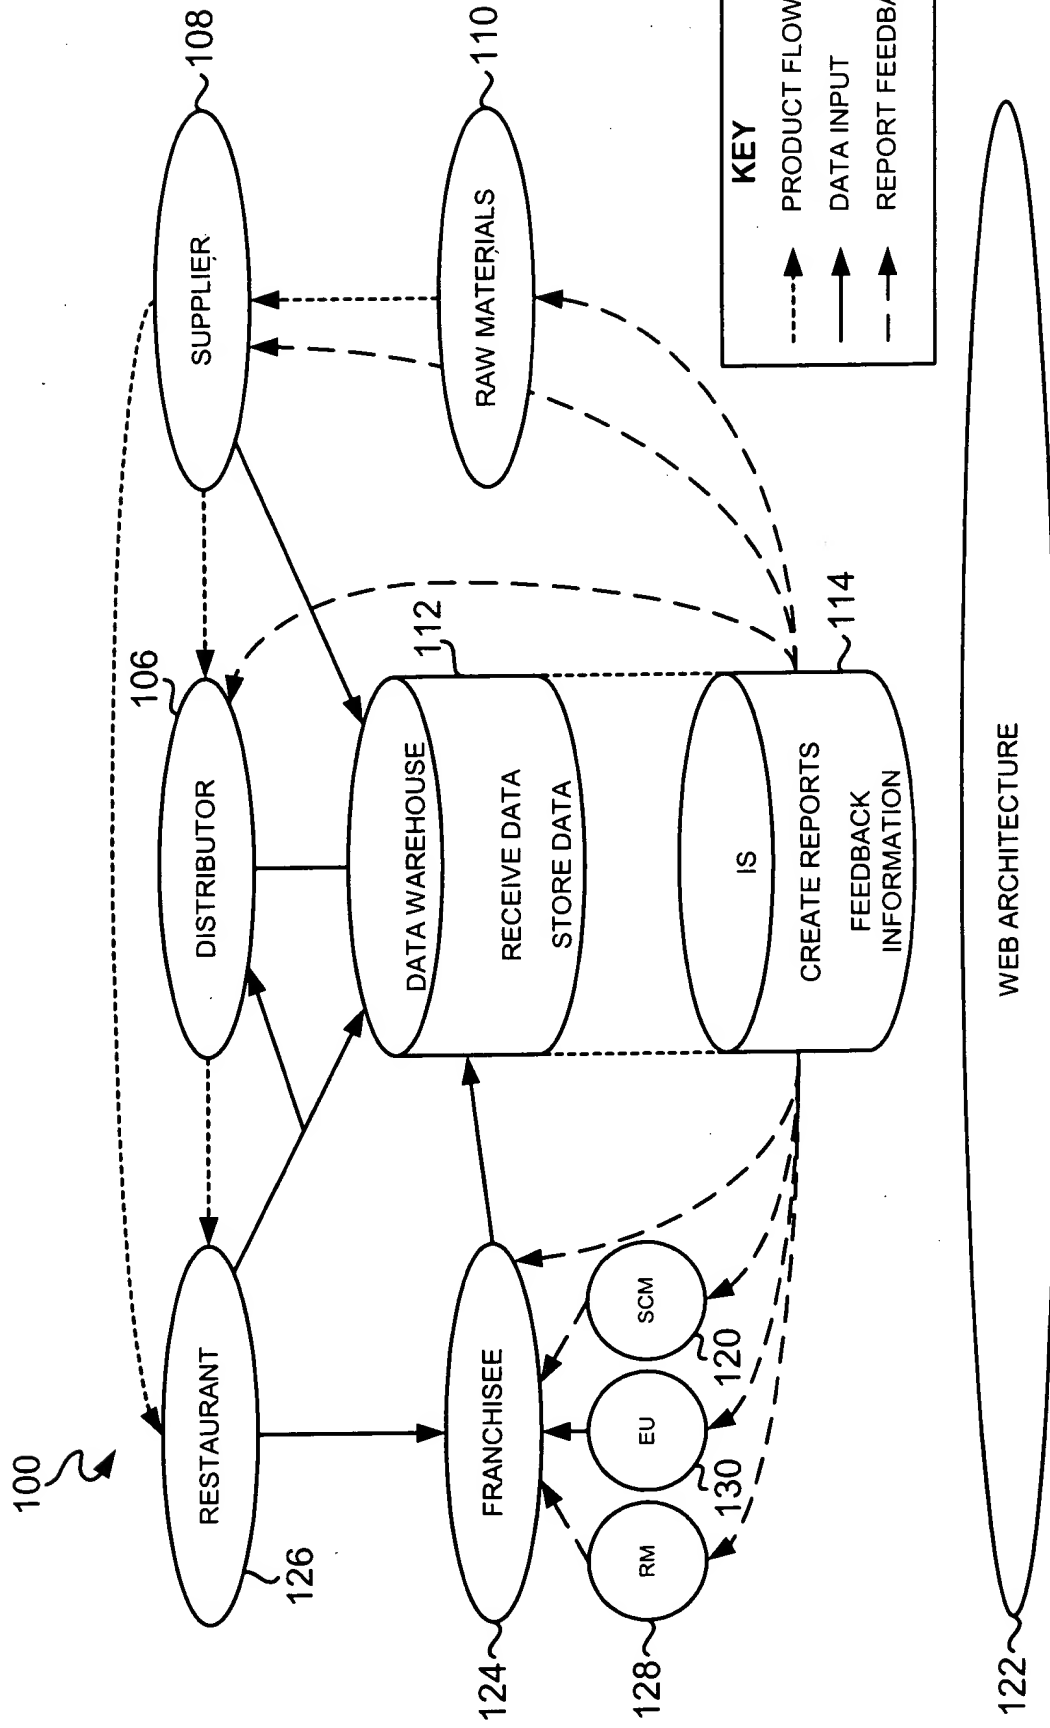 100
RESTAURANT
126
106
DISTRIBUTOR
SUPPLIER
108
FRANCHISEE
124
112
DATA WAREHOUSE
RECEIVE DATA
STORE DATA
RAW MATERIALS
110
RM
128
EU
130
SCM
120
IS
CREATE REPORTS
FEEDBACK
INFORMATION
114
KEY
PRODUCT FLOW
DATA INPUT
REPORT FEEDBA
WEB ARCHITECTURE
122